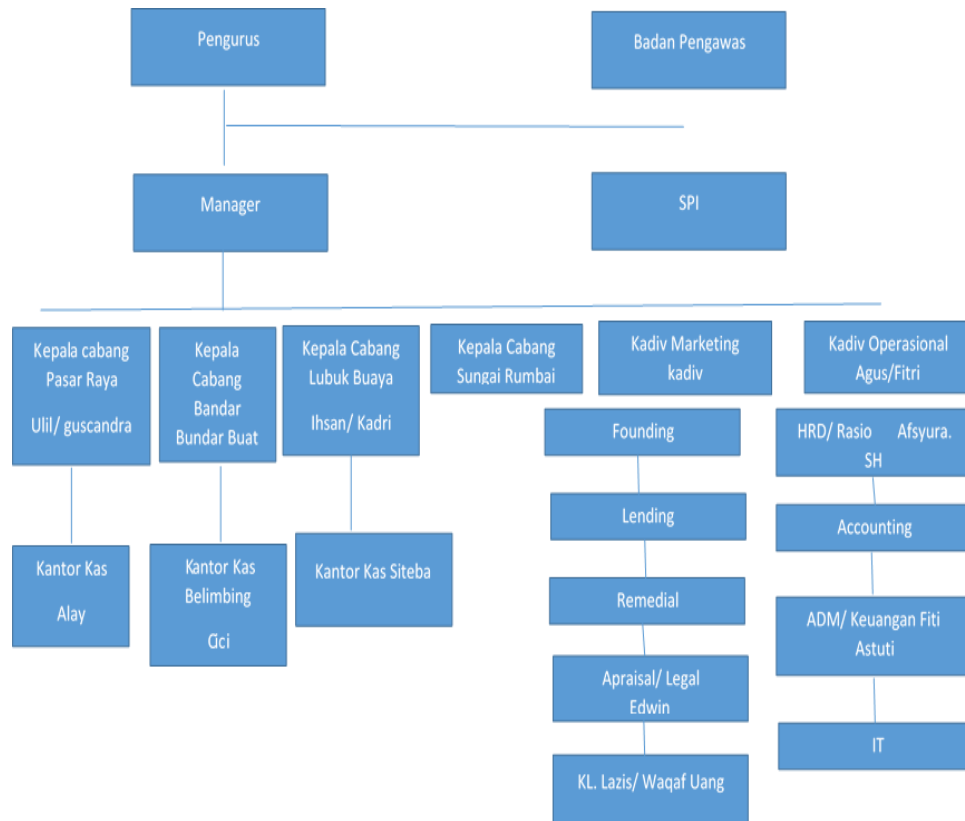 Pengurus
Badan Pengawas
Manager
SPI
Kepala cabang
Pasar Raya
Ulil/ guscandra
Kepala
Cabang
Bandar
Bundar Buat
Kepala Cabang
Lubuk Buaya
Ihsan/ Kadri
Kepala Cabang
Sungai Rumbai
Kadiv Marketing
kadiv
Kadiv Operasional
Agus/Fitri
Founding
HRD/ Rasio Afsyura.
SH
Lending
Accounting
Kantor Kas
Alay
Kantor Kas
Belimbing
Cici
Kantor Kas Siteba
Remedial
ADM/ Keuangan Fiti
Astuti
Apraisal/ Legal
Edwin
IT
KL. Lazis/ Waqaf Uang